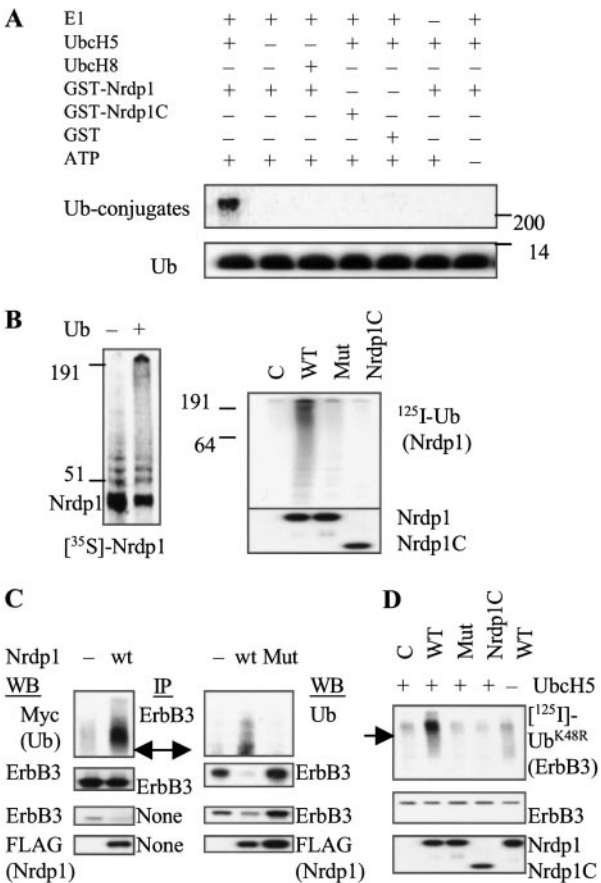 A
E1 + + + + + – +
UbcH5 + – – + + + +
UbcH8 – – + – – – –
GST-Nrdp1 + + + – – + +
GST-Nrdp1C – – – + – – –
GST – – – – + – –
ATP + + + + + + –
Ub-conjugates
200
Ub
14
B
Ub – +
191
51
Nrdp1
[³⁵S]-Nrdp1
C WT Mut Nrdp1C
191
64
¹²⁵I-Ub
(Nrdp1)
Nrdp1
Nrdp1C
C
Nrdp1 – wt – wt Mut
WB IP WB
Myc ErbB3 Ub
(Ub)
ErbB3 ErbB3 ErbB3
ErbB3 None ErbB3
FLAG None FLAG
(Nrdp1) (Nrdp1)
D
C WT Mut Nrdp1C WT
+ + + + – UbcH5
[¹²⁵I]-
Ubᴷ⁴⁸ᴿ
(ErbB3)
ErbB3
Nrdp1
Nrdp1C